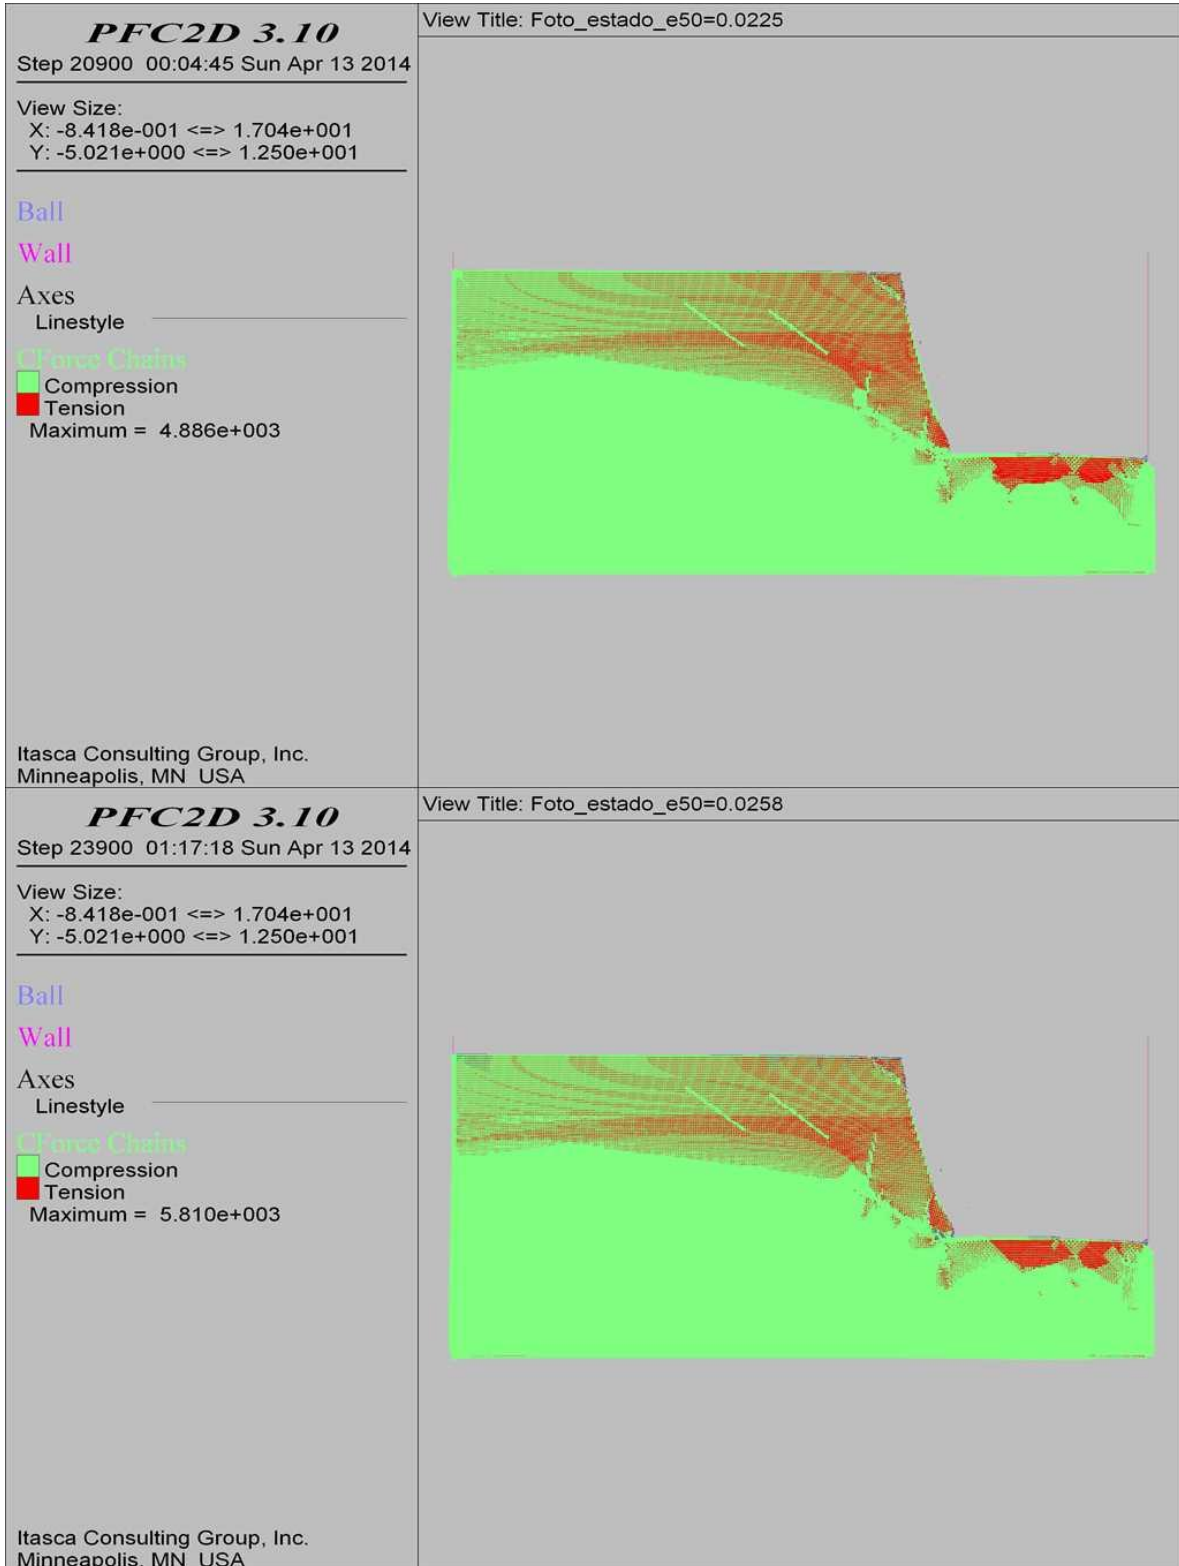 PFC2D 3.10
Step 20900  00:04:45 Sun Apr 13 2014
View Size:
X: -8.418e-001 <=> 1.704e+001
Y: -5.021e+000 <=> 1.250e+001
Ball
Wall
Axes
Linestyle
CForce Chains
Compression
Tension
Maximum =  4.886e+003
Itasca Consulting Group, Inc.
Minneapolis, MN  USA
View Title: Foto_estado_e50=0.0225
PFC2D 3.10
Step 23900  01:17:18 Sun Apr 13 2014
View Size:
X: -8.418e-001 <=> 1.704e+001
Y: -5.021e+000 <=> 1.250e+001
Ball
Wall
Axes
Linestyle
CForce Chains
Compression
Tension
Maximum =  5.810e+003
Itasca Consulting Group, Inc.
Minneapolis, MN  USA
View Title: Foto_estado_e50=0.0258